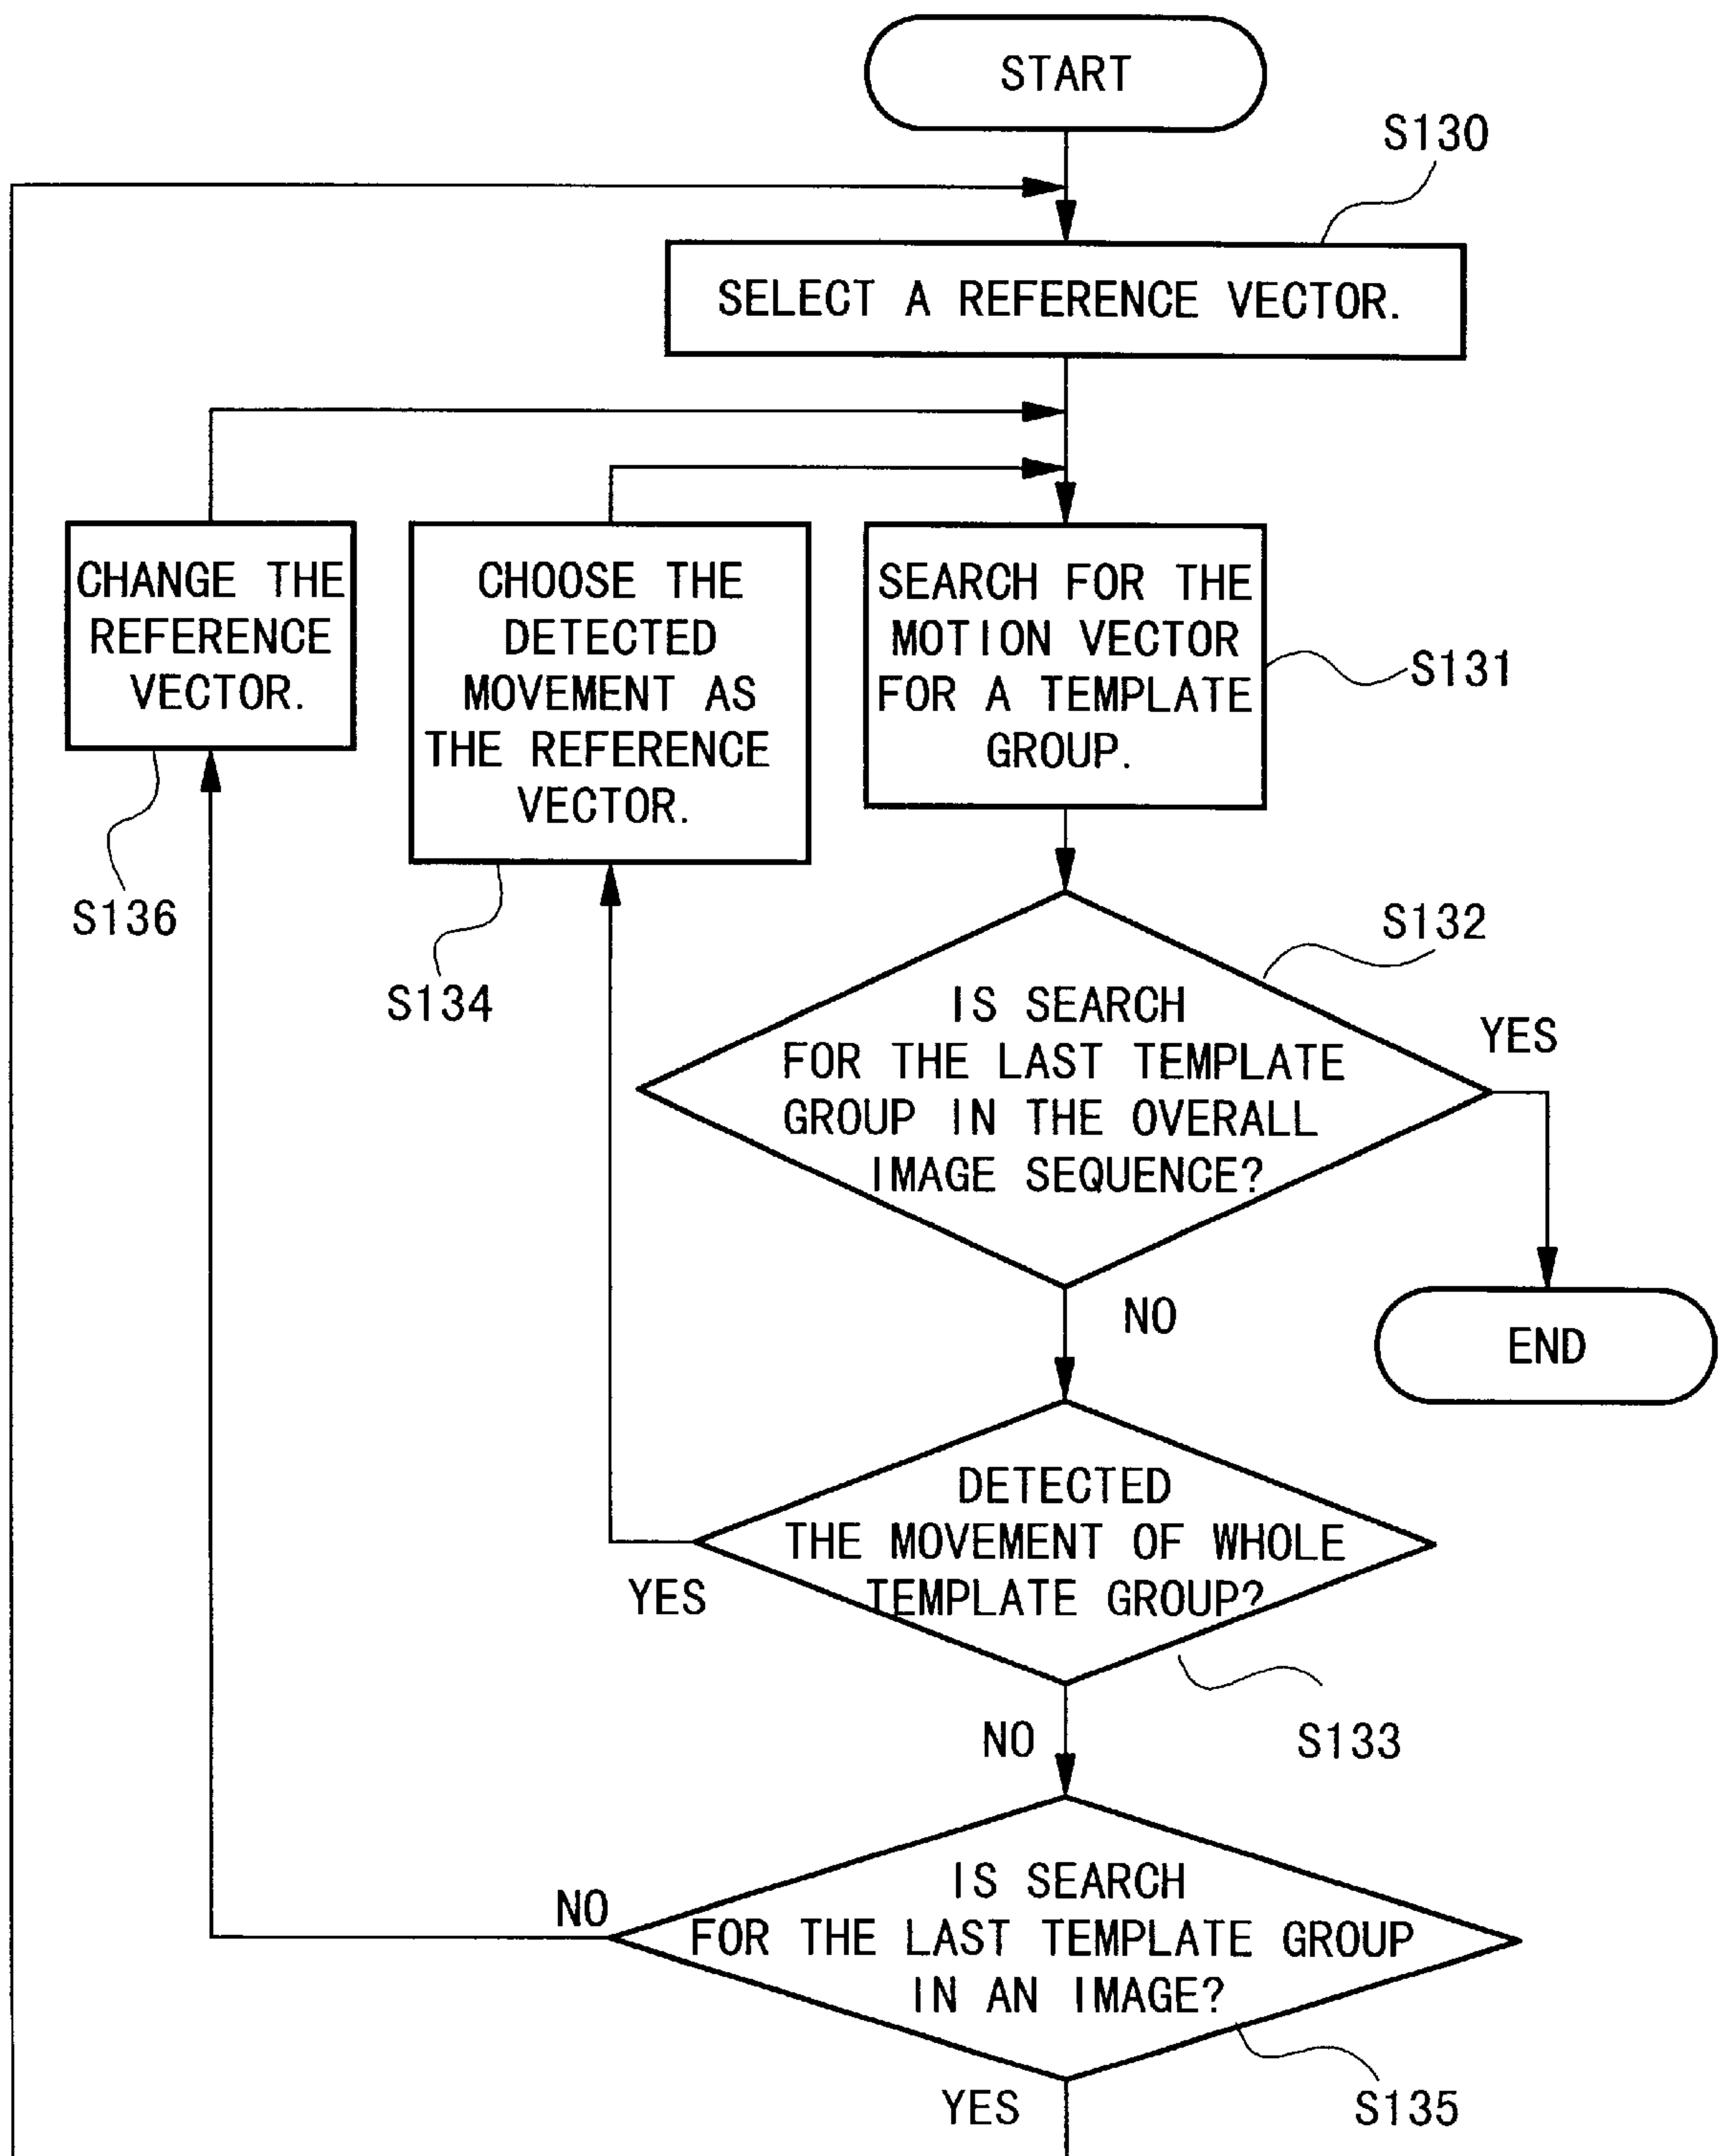 START
S130
SELECT A REFERENCE VECTOR.
CHANGE THE
REFERENCE
VECTOR.
S136
CHOOSE THE
DETECTED
MOVEMENT AS
THE REFERENCE
VECTOR.
S134
SEARCH FOR THE
MOTION VECTOR
FOR A TEMPLATE
GROUP.
S131
S132
IS SEARCH
FOR THE LAST TEMPLATE
GROUP IN THE OVERALL
IMAGE SEQUENCE?
YES
NO
END
DETECTED
THE MOVEMENT OF WHOLE
TEMPLATE GROUP?
YES
NO
S133
IS SEARCH
FOR THE LAST TEMPLATE GROUP
IN AN IMAGE?
NO
YES
S135